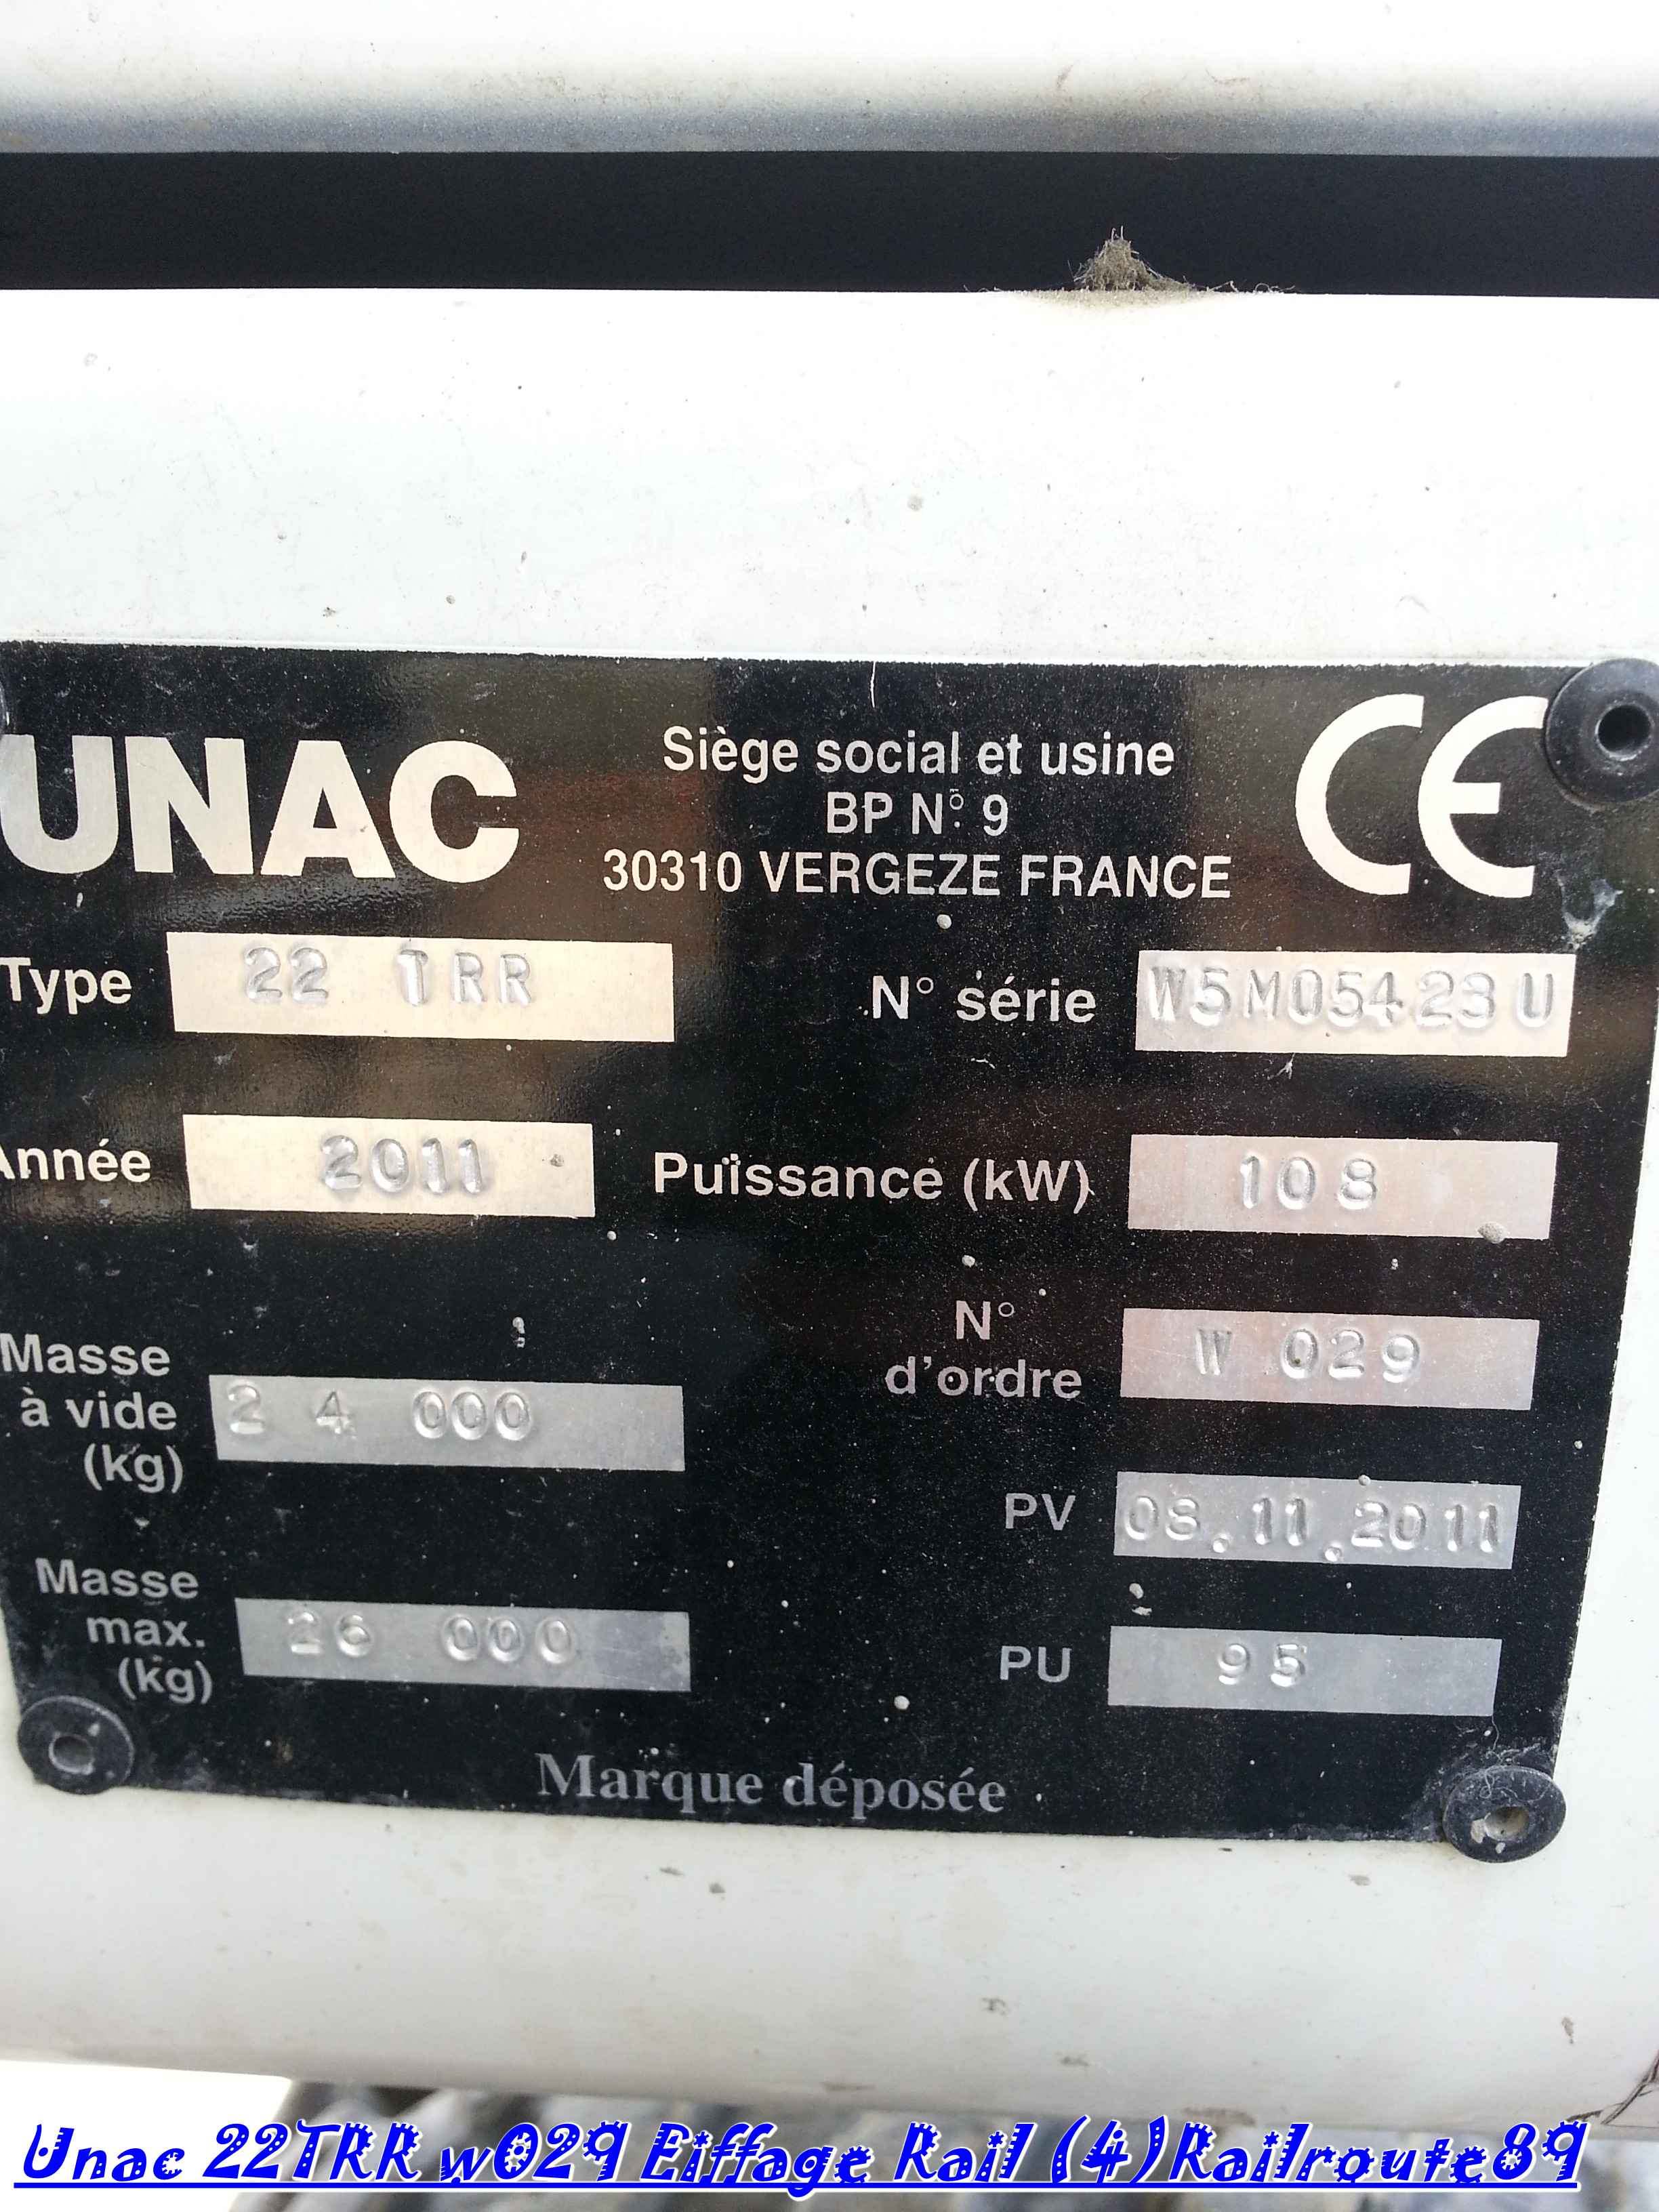 UNAC
Siège social et usine
BP N° 9
30310 VERGEZE FRANCE
CE
Type 22 TRR
N° série W5M05423U
Année 2011
Puissance (kW) 108
Masse
à vide
(kg) 24 000
N°
d'ordre W 029
PV 08.11.2011
Masse
max.
(kg) 26 000
PU 95
Marque déposée
Unac 22TRR w029 Eiffage Rail (4)Railroute89